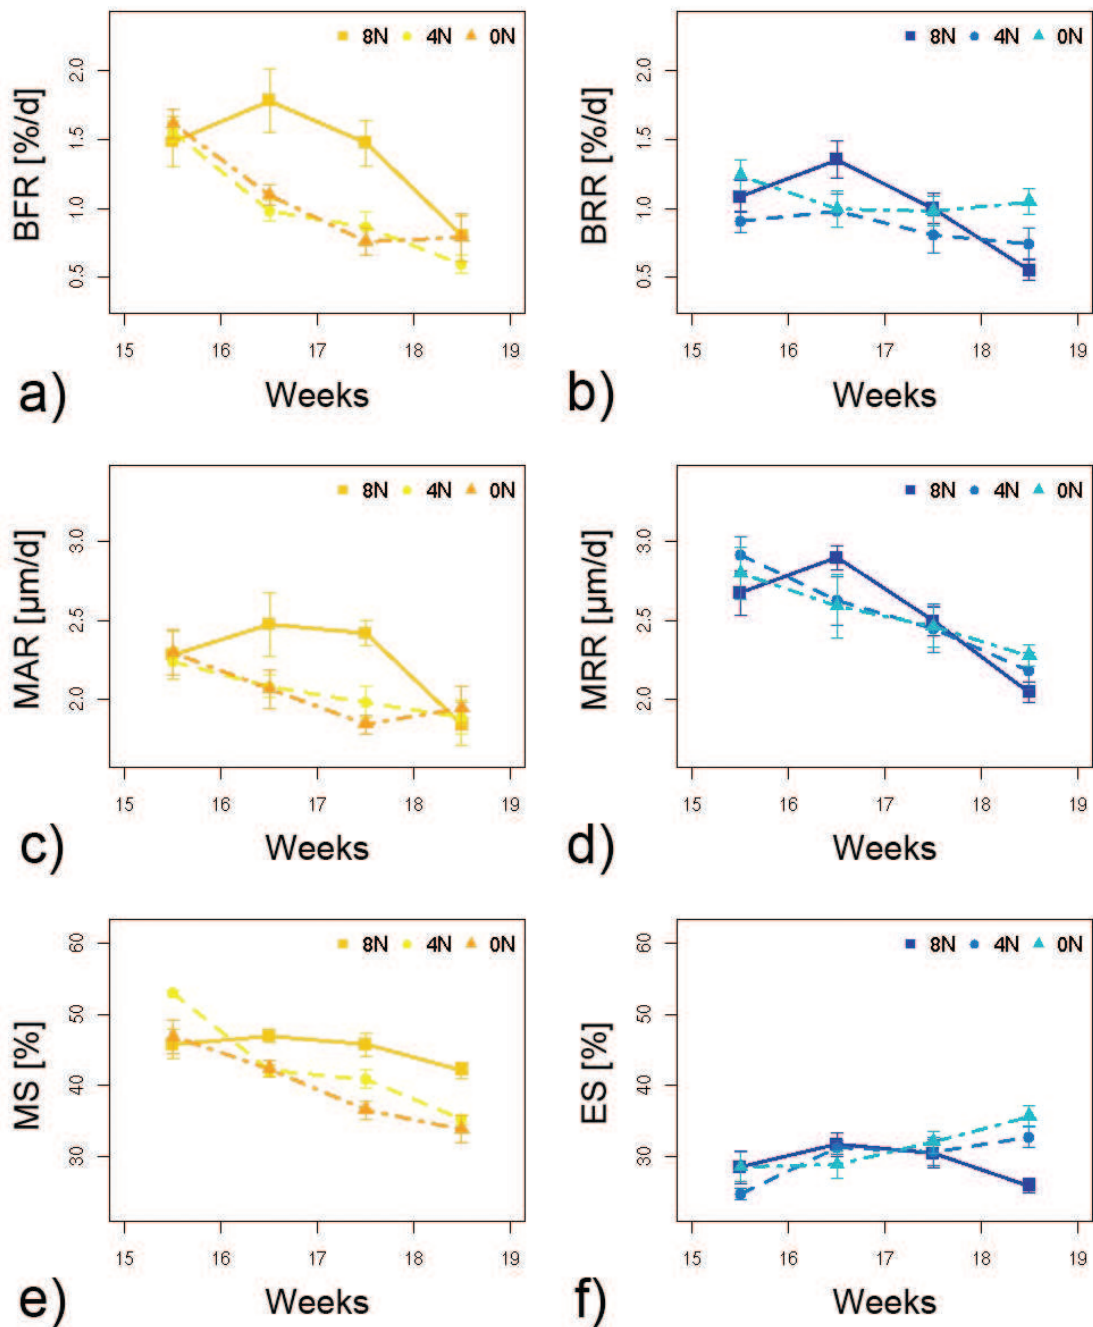 8N 4N 0N
BFR [%/d]
2.0
1.5
1.0
0.5
15 16 17 18 19
Weeks
a)
8N 4N 0N
BRR [%/d]
2.0
1.5
1.0
0.5
15 16 17 18 19
Weeks
b)
8N 4N 0N
MAR [µm/d]
3.0
2.5
2.0
15 16 17 18 19
Weeks
c)
8N 4N 0N
MRR [µm/d]
3.0
2.5
2.0
15 16 17 18 19
Weeks
d)
8N 4N 0N
MS [%]
60
50
40
30
15 16 17 18 19
Weeks
e)
8N 4N 0N
ES [%]
60
50
40
30
15 16 17 18 19
Weeks
f)